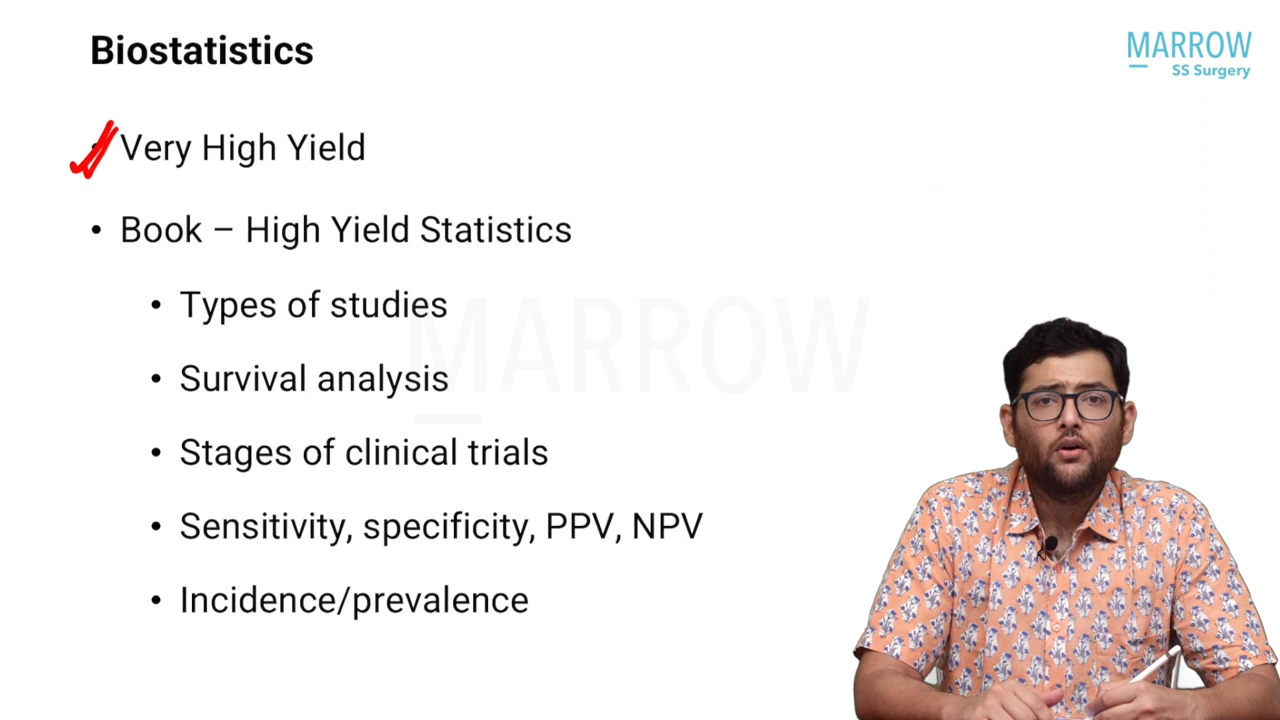 Biostatistics
MARROW
SS Surgery
• Very High Yield
• Book – High Yield Statistics
• Types of studies
MARROW
• Survival analysis
• Stages of clinical trials
• Sensitivity, specificity, PPV, NPV
• Incidence/prevalence